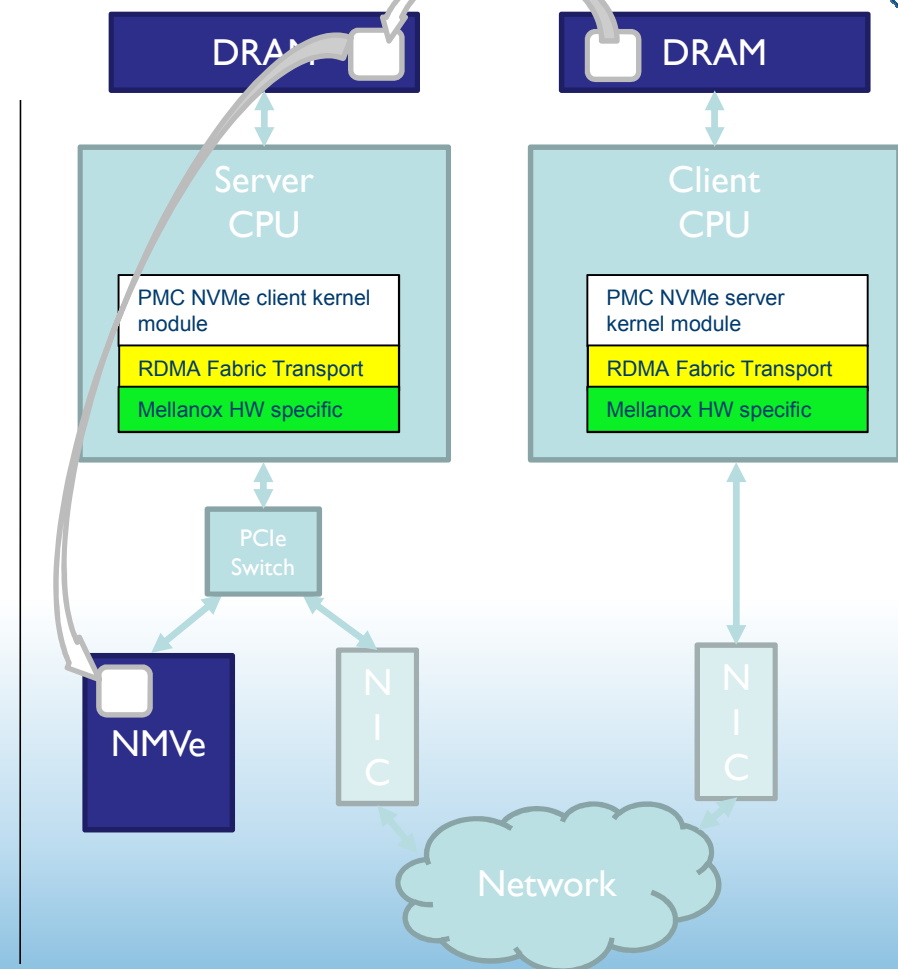 DRAM
DRAM
Server
CPU
PMC NVMe client kernel
module
RDMA Fabric Transport
Mellanox HW specific
Client
CPU
PMC NVMe server
kernel module
RDMA Fabric Transport
Mellanox HW specific
PCIe
Switch
NMVe
N
I
C
N
I
C
Network